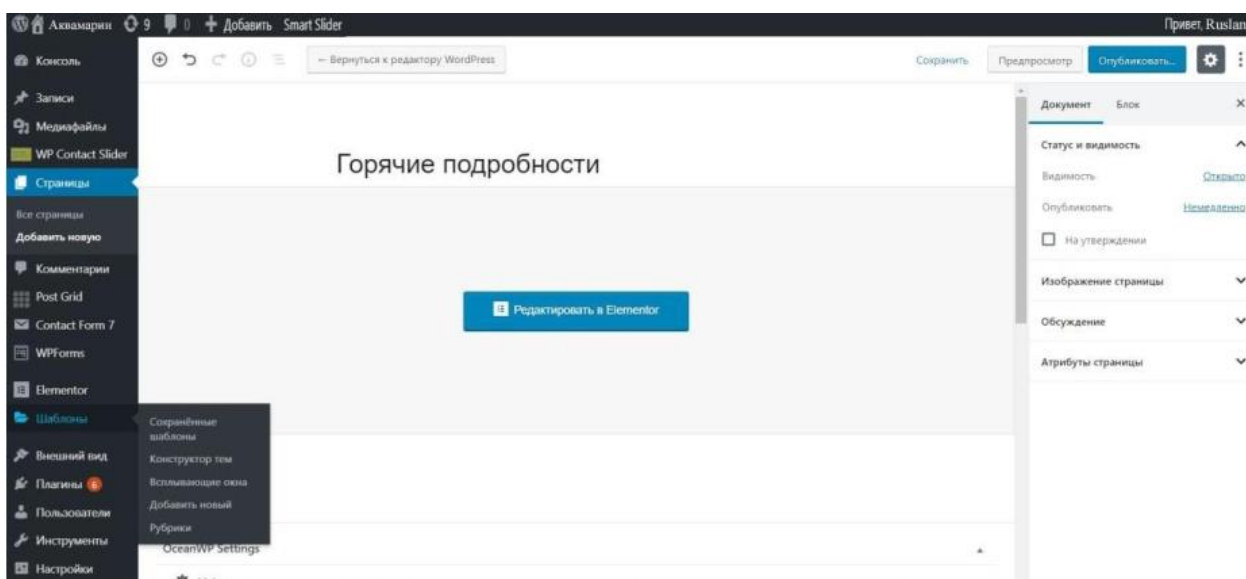 Аквамарин 9 0 + Добавить Smart Slider Привет, Ruslan
Консоль
Записи
Медиафайлы
WP Contact Slider
Страницы
Все страницы
Добавить новую
Комментарии
Post Grid
Contact Form 7
WPForms
Elementor
Шаблоны
Внешний вид
Плагины 6
Пользователи
Инструменты
Настройки
Сохранённые
шаблоны
Конструктор тем
Всплывающие окна
Добавить новый
Рубрики
← Вернуться к редактору WordPress
Сохранить Предпросмотр Опубликовать...
Горячие подробности
Редактировать в Elementor
OceanWP Settings
Документ Блок
Статус и видимость
Видимость Открыто
Опубликовать Немедленно
На утверждении
Изображение страницы
Обсуждение
Атрибуты страницы